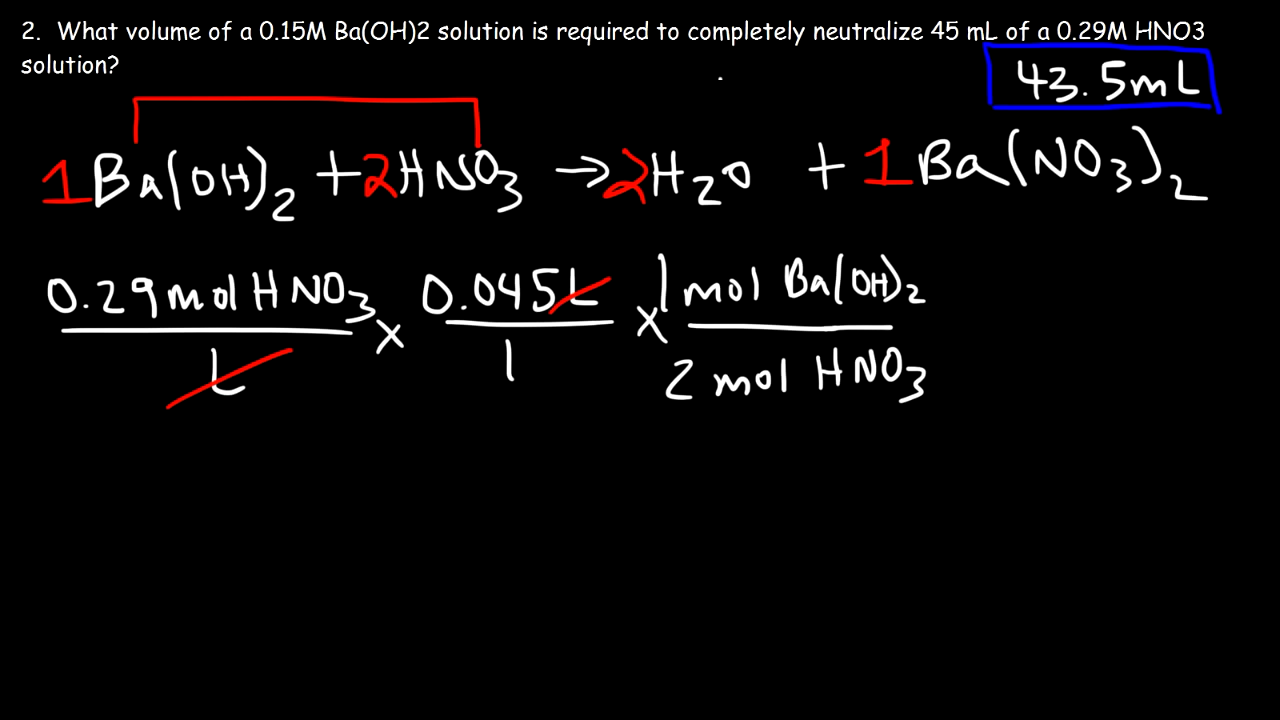 2. What volume of a 0.15M Ba(OH)2 solution is required to completely neutralize 45 mL of a 0.29M HNO3
solution?
43.5mL
1Ba(OH)₂ + 2HNO₃ → 2H₂O + 1Ba(NO₃)₂
0.29mol HNO₃ × 0.045L × 1 mol Ba(OH)₂
L 1 2 mol HNO₃